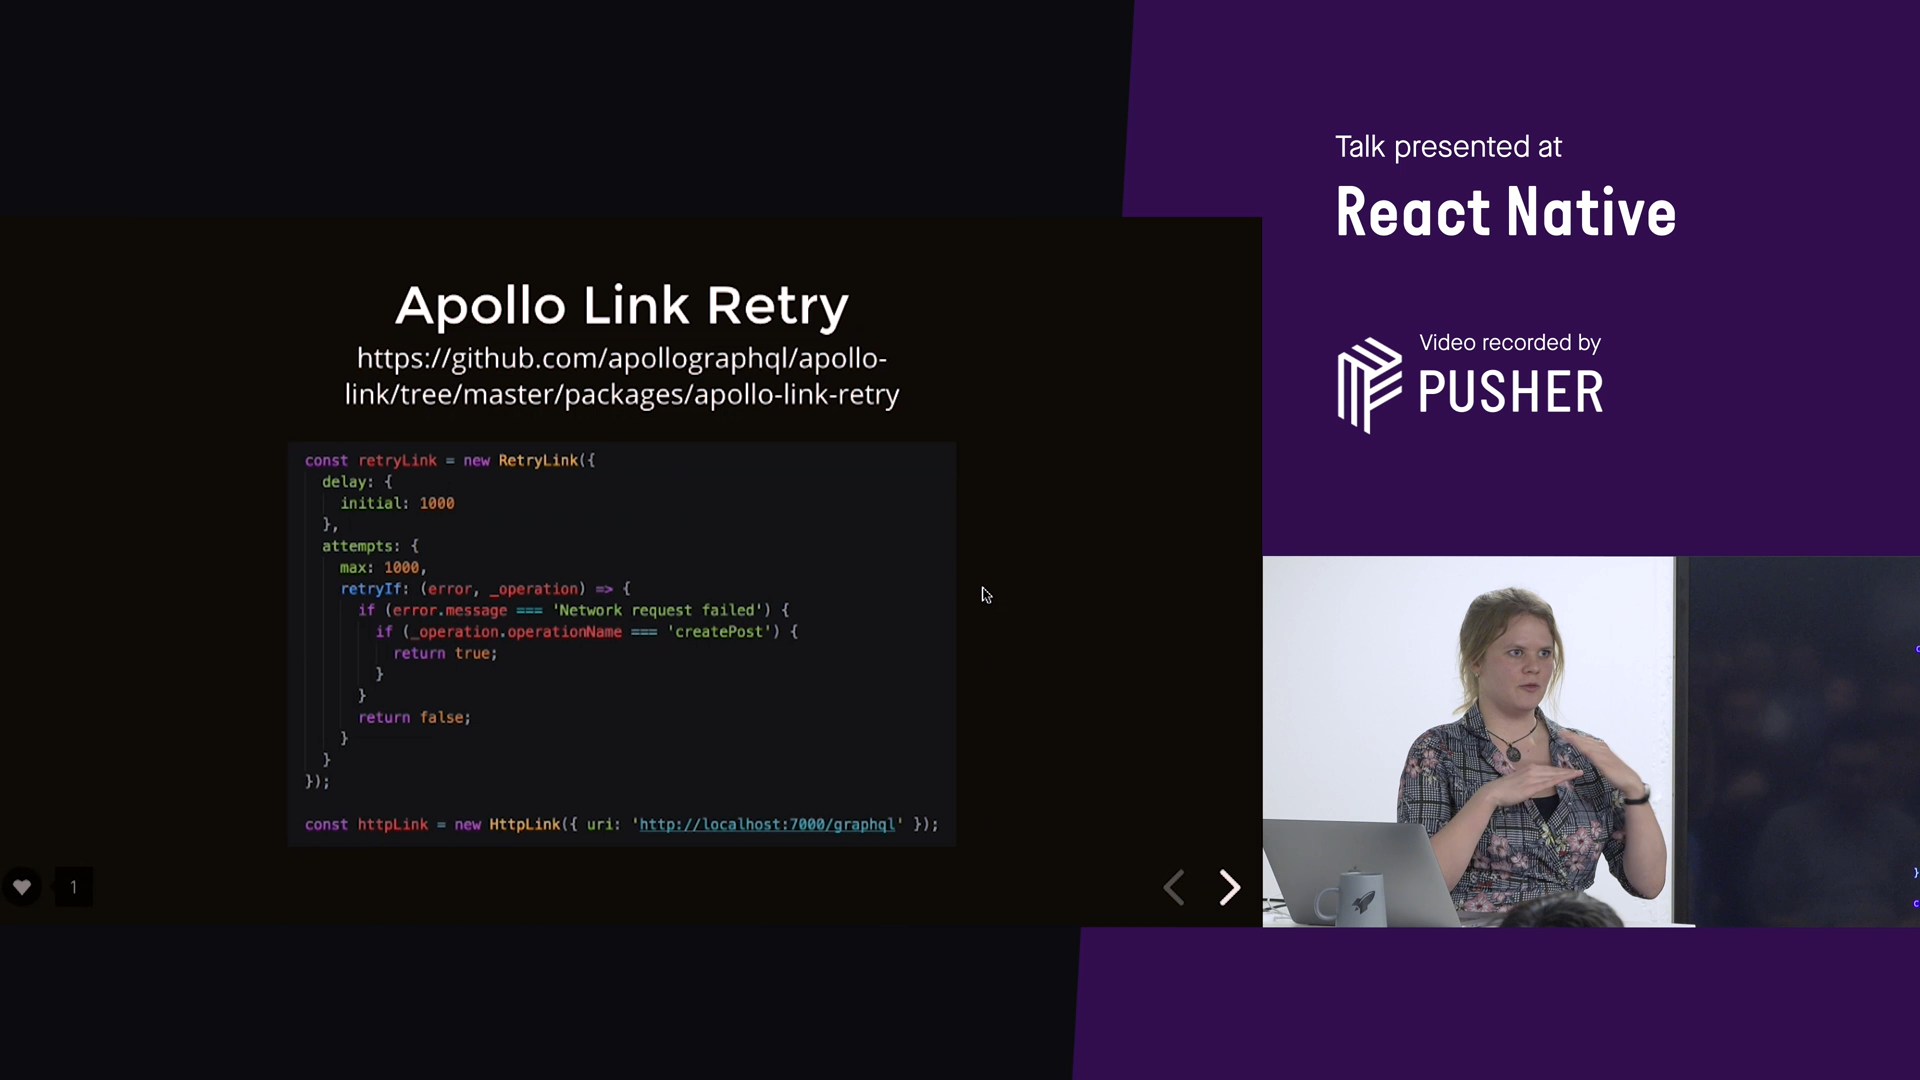 Talk presented at
React Native
Video recorded by
PUSHER
Apollo Link Retry
https://github.com/apollographql/apollo-
link/tree/master/packages/apollo-link-retry
const retryLink = new RetryLink({
  delay: {
    initial: 1000
  },
  attempts: {
    max: 1000,
    retryIf: (error, _operation) => {
      if (error.message === 'Network request failed') {
        if (_operation.operationName === 'createPost') {
          return true;
        }
      }
      return false;
    }
  }
});
const httpLink = new HttpLink({ uri: 'http://localhost:7000/graphql' });
1
}
c